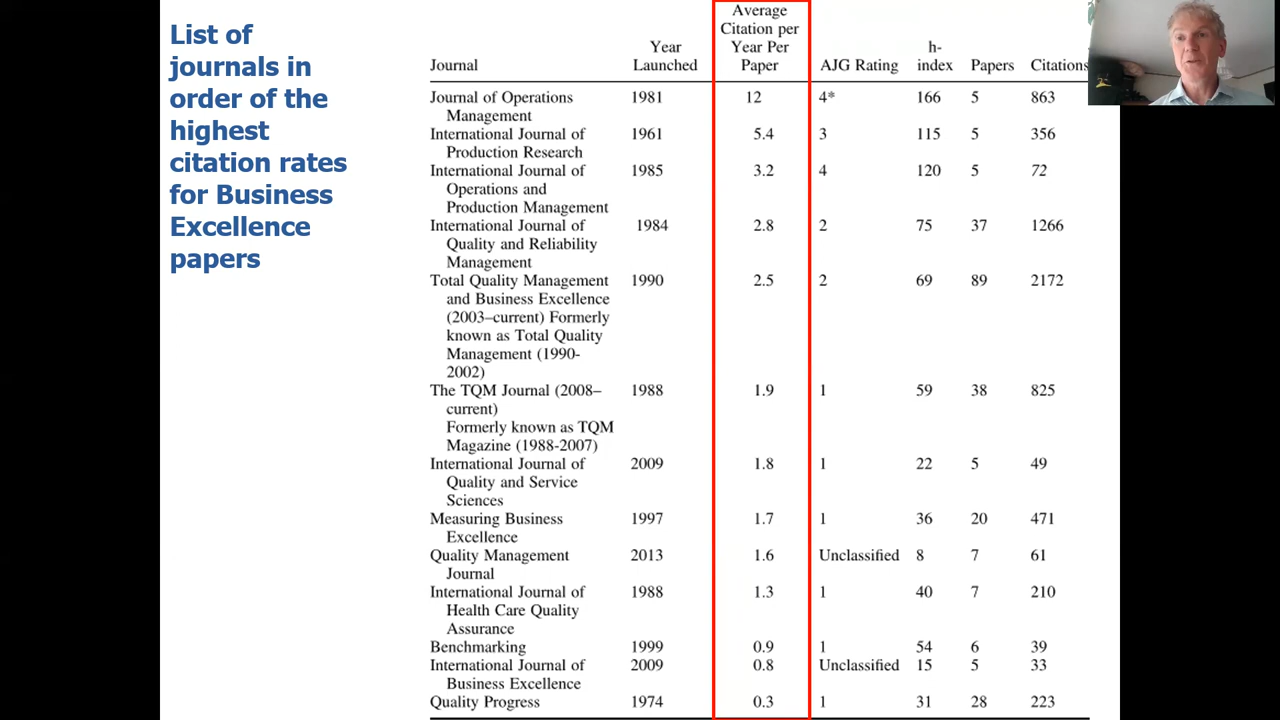 List of
journals in
order of the
highest
citation rates
for Business
Excellence
papers
Journal Year Launched Average Citation per Year Per Paper AJG Rating h-index Papers Citations
Journal of Operations 1981 12 4* 166 5 863
Management
International Journal of 1961 5.4 3 115 5 356
Production Research
International Journal of 1985 3.2 4 120 5 72
Operations and
Production Management
International Journal of 1984 2.8 2 75 37 1266
Quality and Reliability
Management
Total Quality Management 1990 2.5 2 69 89 2172
and Business Excellence
(2003–current) Formerly
known as Total Quality
Management (1990-
2002)
The TQM Journal (2008– 1988 1.9 1 59 38 825
current)
Formerly known as TQM
Magazine (1988-2007)
International Journal of 2009 1.8 1 22 5 49
Quality and Service
Sciences
Measuring Business 1997 1.7 1 36 20 471
Excellence
Quality Management 2013 1.6 Unclassified 8 7 61
Journal
International Journal of 1988 1.3 1 40 7 210
Health Care Quality
Assurance
Benchmarking 1999 0.9 1 54 6 39
International Journal of 2009 0.8 Unclassified 15 5 33
Business Excellence
Quality Progress 1974 0.3 1 31 28 223